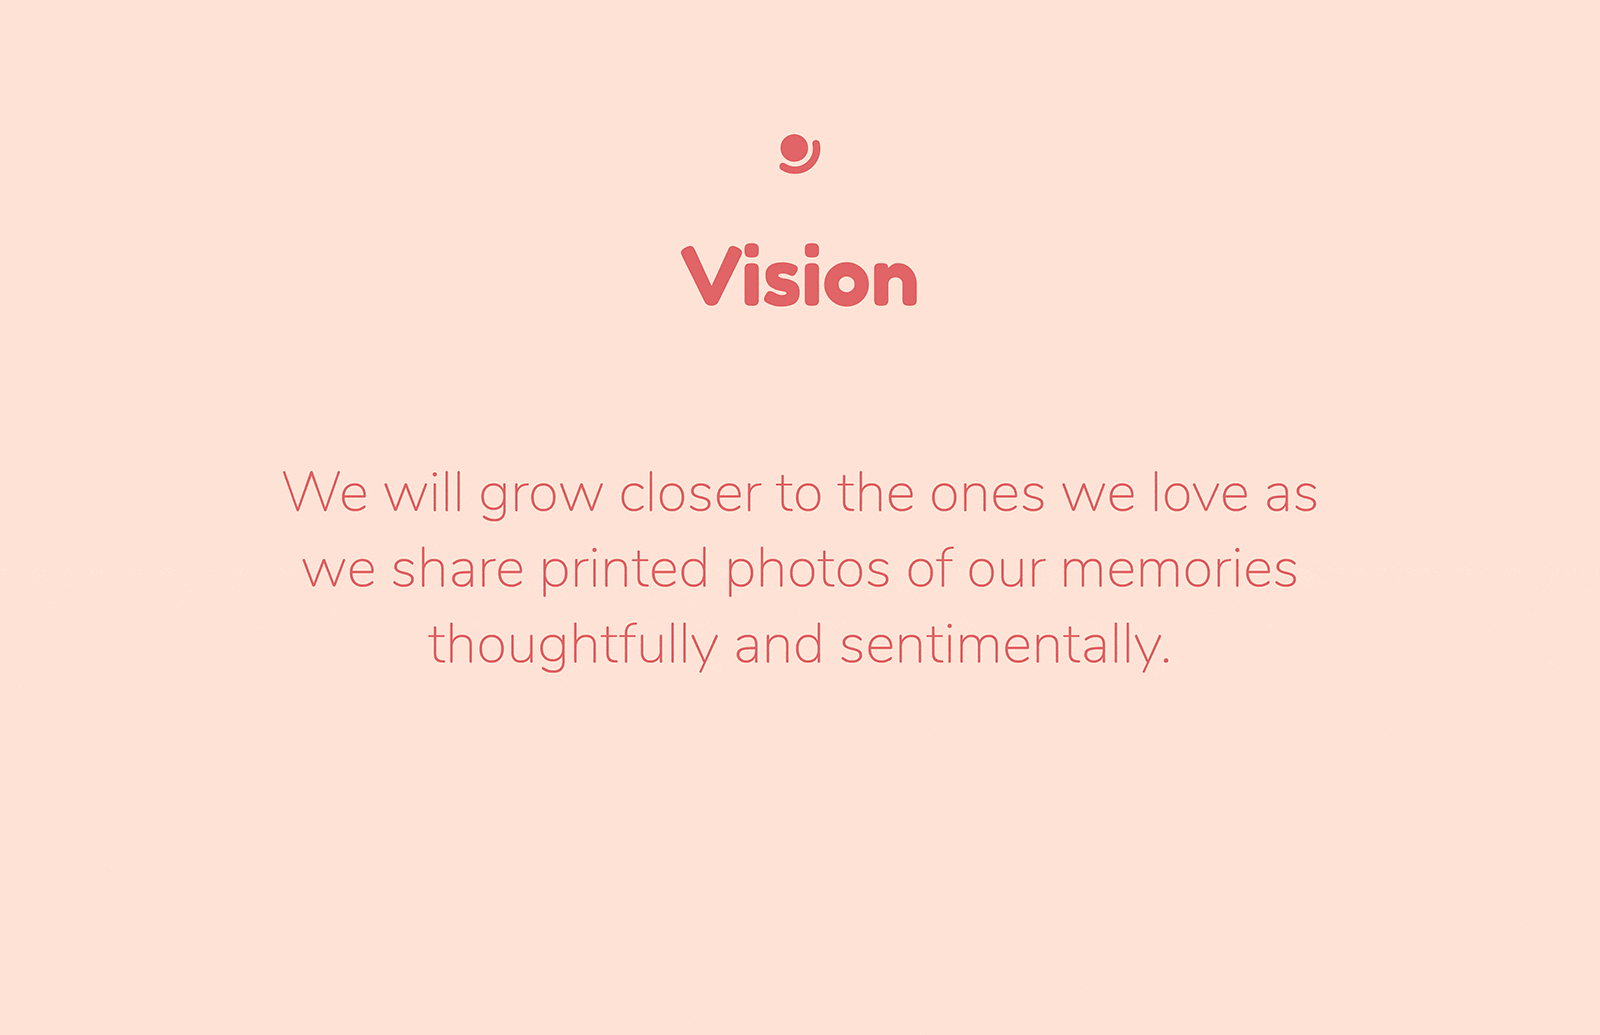 Vision
We will grow closer to the ones we love as
we share printed photos of our memories
thoughtfully and sentimentally.